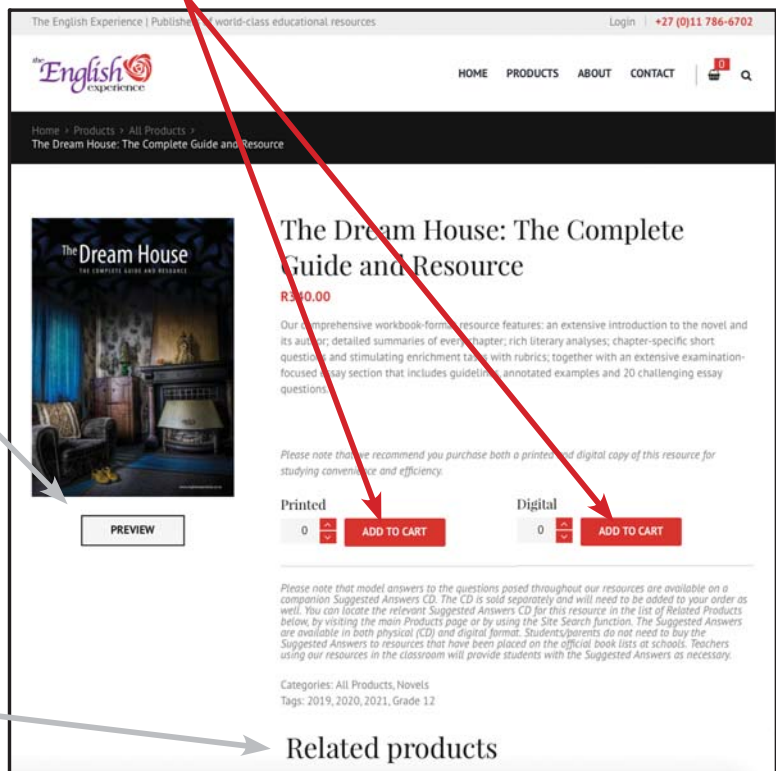 The English Experience | Publishers of world-class educational resources
Login | +27 (0)11 786-6702
the
English
experience
HOME PRODUCTS ABOUT CONTACT
0
Home > Products > All Products >
The Dream House: The Complete Guide and Resource
The Dream House
THE COMPLETE GUIDE AND RESOURCE
PREVIEW
The Dream House: The Complete
Guide and Resource
R340.00
Our comprehensive workbook-format resource features: an extensive introduction to the novel and
its author; detailed summaries of every chapter; rich literary analyses; chapter-specific short
questions and stimulating enrichment tasks with rubrics; together with an extensive examination-
focused essay section that includes guidelines, annotated examples and 20 challenging essay
questions.
Please note that we recommend you purchase both a printed and digital copy of this resource for
studying convenience and efficiency.
Printed
Digital
0 ADD TO CART
0 ADD TO CART
Please note that model answers to the questions posed throughout our resources are available on a
companion Suggested Answers CD. The CD is sold separately and will need to be added to your order as
well. You can locate the relevant Suggested Answers CD for this resource in the list of Related Products
below, by visiting the main Products page or by using the Site Search function. The Suggested Answers
are available in both physical (CD) and digital format. Students/parents do not need to buy the
Suggested Answers to resources that have been placed on the official book lists at schools. Teachers
using our resources in the classroom will provide students with the Suggested Answers as necessary.
Categories: All Products, Novels
Tags: 2019, 2020, 2021, Grade 12
Related products